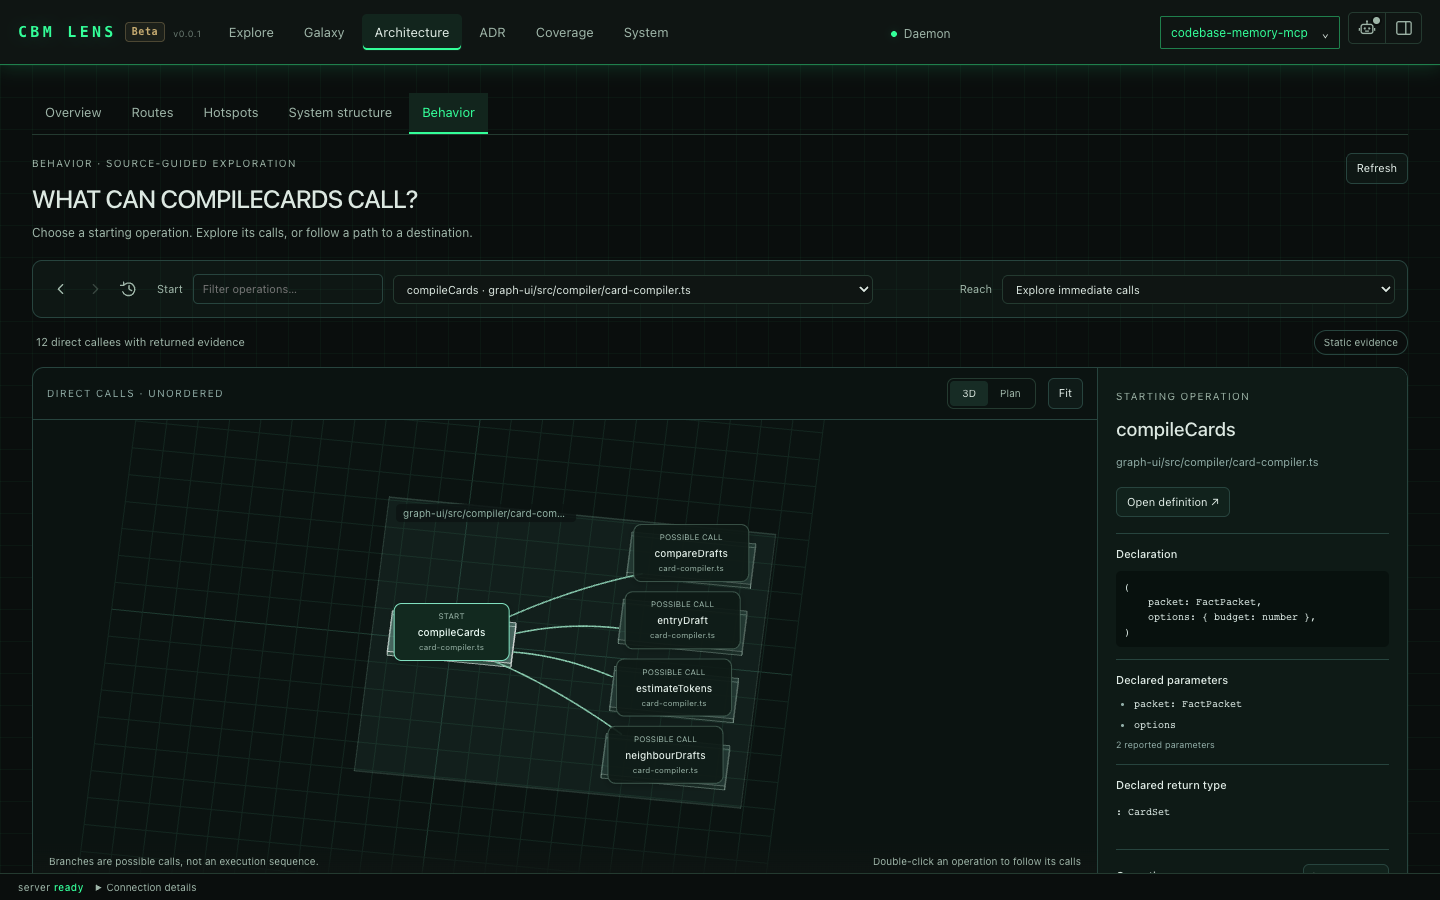 CBM LENS Beta v0.0.1 Explore Galaxy Architecture ADR Coverage System Daemon codebase-memory-mcp
Overview Routes Hotspots System structure Behavior
BEHAVIOR · SOURCE-GUIDED EXPLORATION
Refresh
WHAT CAN COMPILECARDS CALL?
Choose a starting operation. Explore its calls, or follow a path to a destination.
Start Filter operations... compileCards · graph-ui/src/compiler/card-compiler.ts Reach Explore immediate calls
12 direct callees with returned evidence
Static evidence
DIRECT CALLS · UNORDERED
3D Plan Fit
graph-ui/src/compiler/card-com...
START
compileCards
card-compiler.ts
POSSIBLE CALL
compareDrafts
card-compiler.ts
POSSIBLE CALL
entryDraft
card-compiler.ts
POSSIBLE CALL
estimateTokens
card-compiler.ts
POSSIBLE CALL
neighbourDrafts
card-compiler.ts
Branches are possible calls, not an execution sequence.
Double-click an operation to follow its calls
STARTING OPERATION
compileCards
graph-ui/src/compiler/card-compiler.ts
Open definition ↗
Declaration
(
packet: FactPacket,
options: { budget: number },
)
Declared parameters
• packet: FactPacket
• options
2 reported parameters
Declared return type
: CardSet
server ready ▶ Connection details